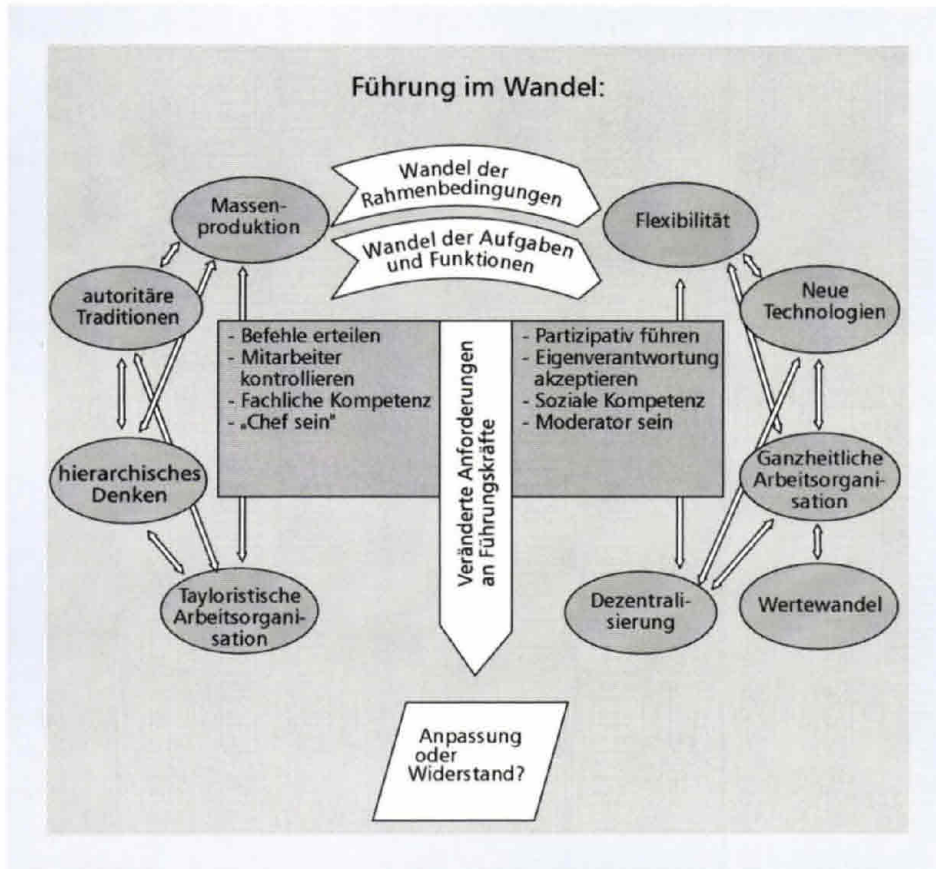 Führung im Wandel:
Wandel der
Rahmenbedingungen
Wandel der Aufgaben
und Funktionen
Massen-
produktion
autoritäre
Traditionen
hierarchisches
Denken
Tayloristische
Arbeitsorgani-
sation
- Befehle erteilen
- Mitarbeiter
kontrollieren
- Fachliche Kompetenz
- „Chef sein"
Veränderte Anforderungen
an Führungskräfte
- Partizipativ führen
- Eigenverantwortung
akzeptieren
- Soziale Kompetenz
- Moderator sein
Flexibilität
Neue
Technologien
Ganzheitliche
Arbeitsorgani-
sation
Dezentrali-
sierung
Wertewandel
Anpassung
oder
Widerstand?